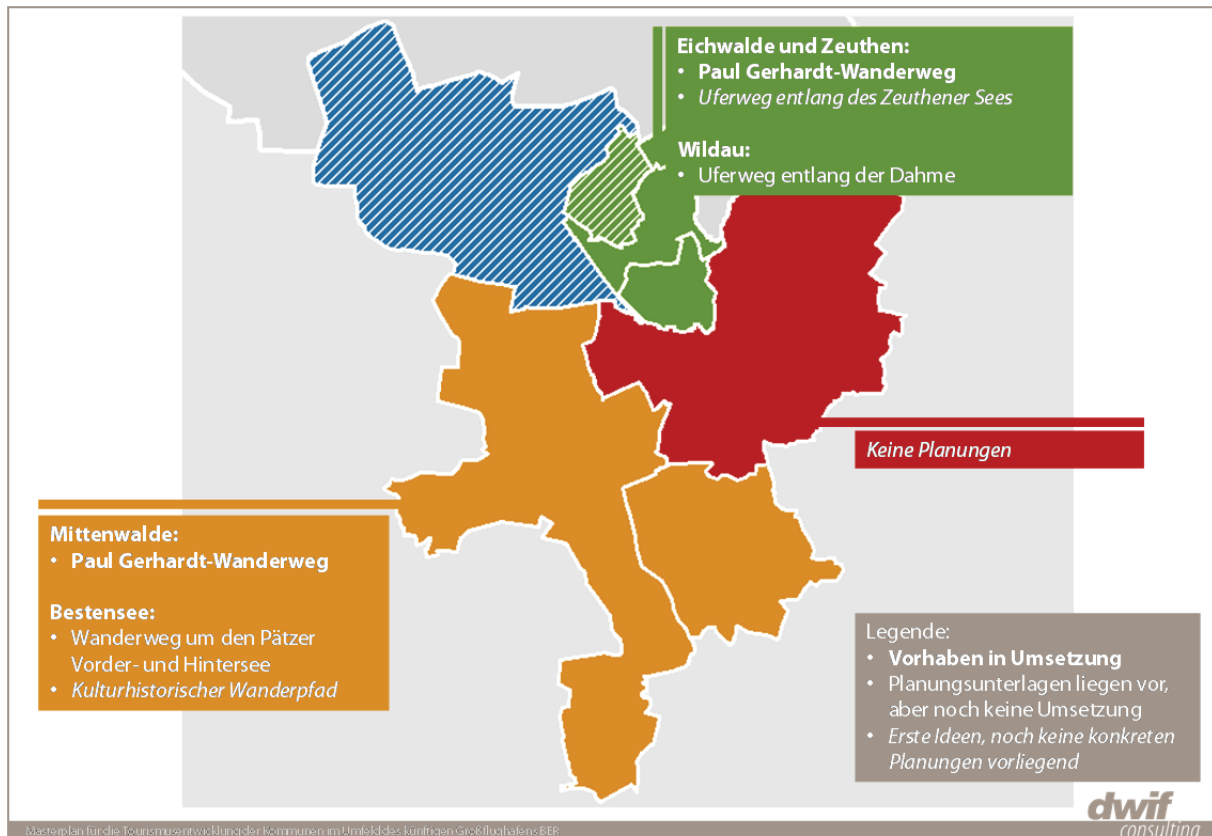 Eichwalde und Zeuthen:
• Paul Gerhardt-Wanderweg
• Uferweg entlang des Zeuthener Sees
Wildau:
• Uferweg entlang der Dahme
Keine Planungen
Mittenwalde:
• Paul Gerhardt-Wanderweg
Bestensee:
• Wanderweg um den Pätzer
Vorder- und Hintersee
• Kulturhistorischer Wanderpfad
Legende:
• Vorhaben in Umsetzung
• Planungsunterlagen liegen vor,
aber noch keine Umsetzung
• Erste Ideen, noch keine konkreten
Planungen vorliegend
dwif
consulting
Masterplan für die Tourismusentwicklung der Kommunen im Umfeld des künftigen Großflughafens BER